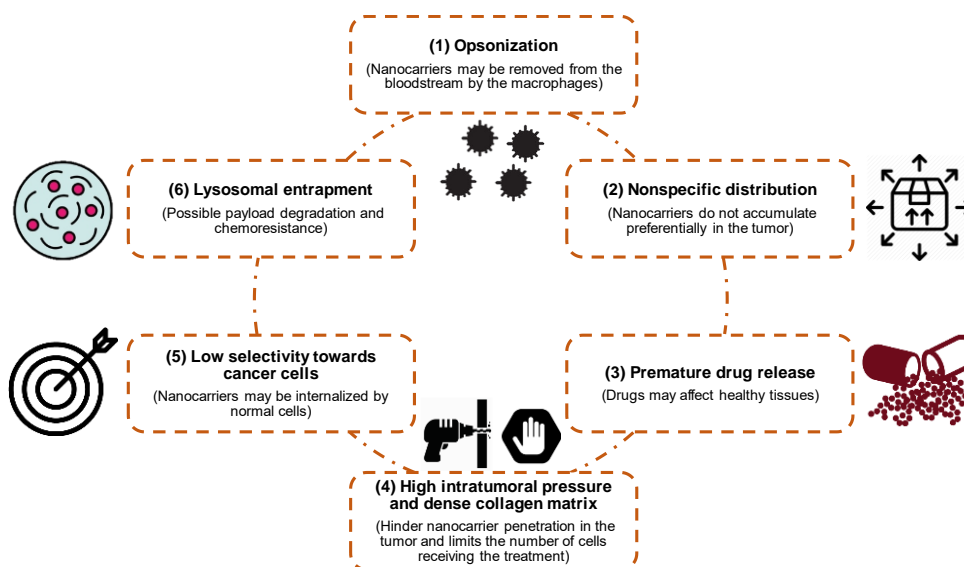 (1) Opsonization
(Nanocarriers may be removed from the
bloodstream by the macrophages)
(2) Nonspecific distribution
(Nanocarriers do not accumulate
preferentially in the tumor)
(3) Premature drug release
(Drugs may affect healthy tissues)
(4) High intratumoral pressure
and dense collagen matrix
(Hinder nanocarrier penetration in the
tumor and limits the number of cells
receiving the treatment)
(5) Low selectivity towards
cancer cells
(Nanocarriers may be internalized by
normal cells)
(6) Lysosomal entrapment
(Possible payload degradation and
chemoresistance)